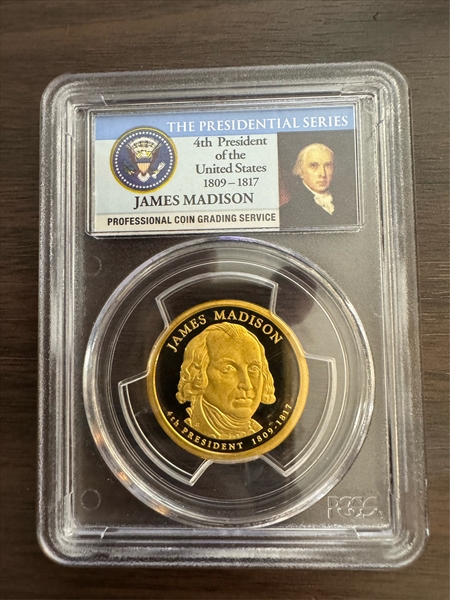 THE PRESIDENTIAL SERIES
4th President
of the
United States
1809–1817
JAMES MADISON
PROFESSIONAL COIN GRADING SERVICE
JAMES MADISON
4th PRESIDENT 1809-1817
PCGS